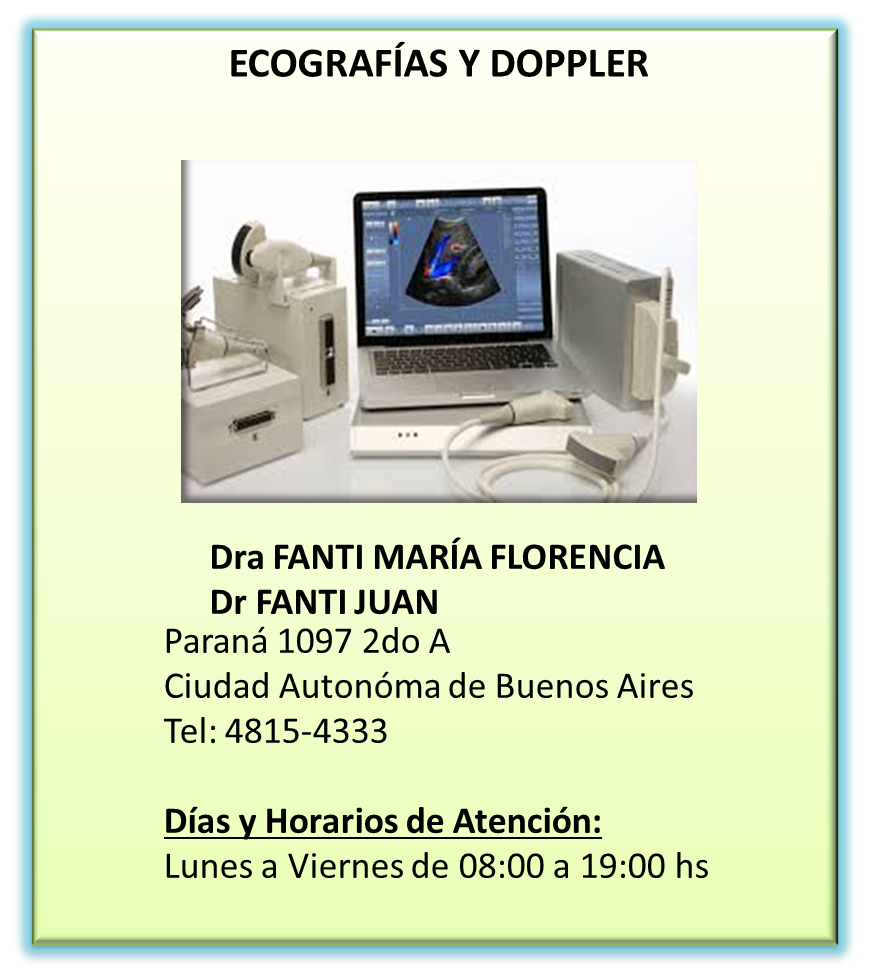 ECOGRAFÍAS Y DOPPLER
Dra FANTI MARÍA FLORENCIA
Dr FANTI JUAN
Paraná 1097 2do A
Ciudad Autonóma de Buenos Aires
Tel: 4815-4333
Días y Horarios de Atención:
Lunes a Viernes de 08:00 a 19:00 hs